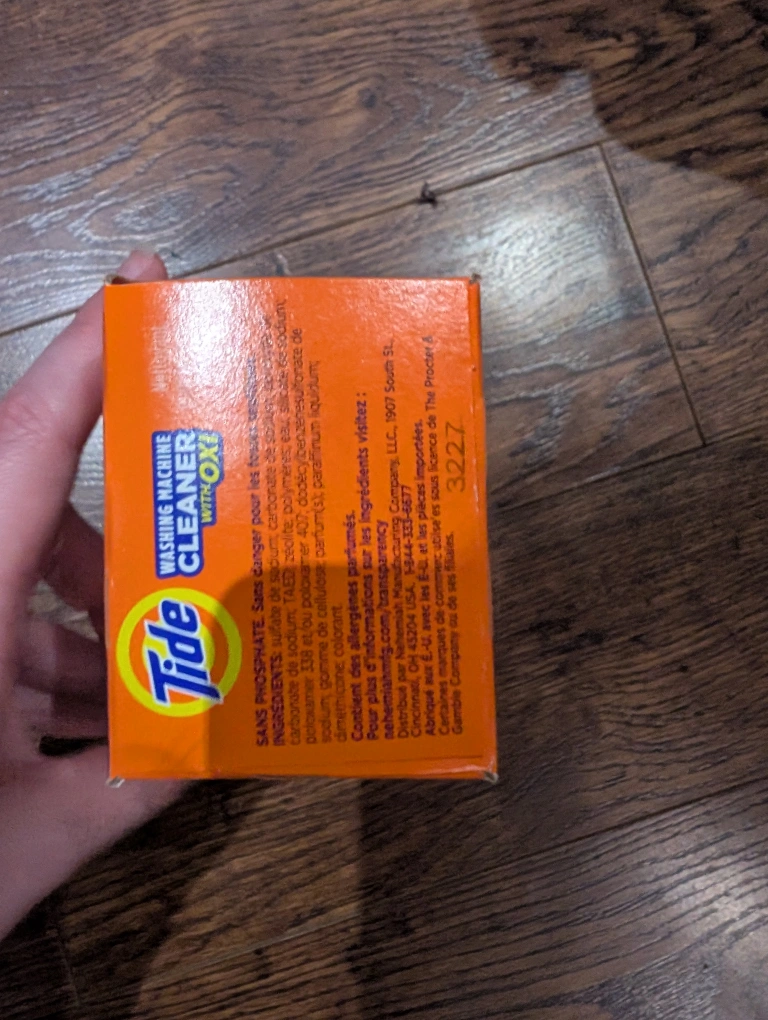 Tide
WASHING MACHINE
CLEANER
WITH OXI
SANS PHOSPHATE. Sans danger pour les fosses septiques.
INGRÉDIENTS: sulfate de sodium, carbonate de sodium,
carbonate de sodium, TAED, zéolite, polymères, eau, silicate de sodium,
poloxamer 338 et/ou poloxamer 407, dodécylbenzènesulfonate de
sodium, gomme de cellulose, parfum(s), paraffinum liquidum,
diméthicone, colorant.
Contient des allergènes parfumés.
Pour plus d'informations sur les ingrédients visitez :
nehemiahmfg.com/transparency
Distribué par Nehemiah Manufacturing Company, LLC., 1907 South St.,
Cincinnati, OH 43204 USA. 1-844-333-6677
Abriqué aux É.-U. avec les É-U. et les pièces importées.
Certaines marques de commerc utilisé es sous licence de The Procter &
Gamble Company ou de ses filiales.
3227